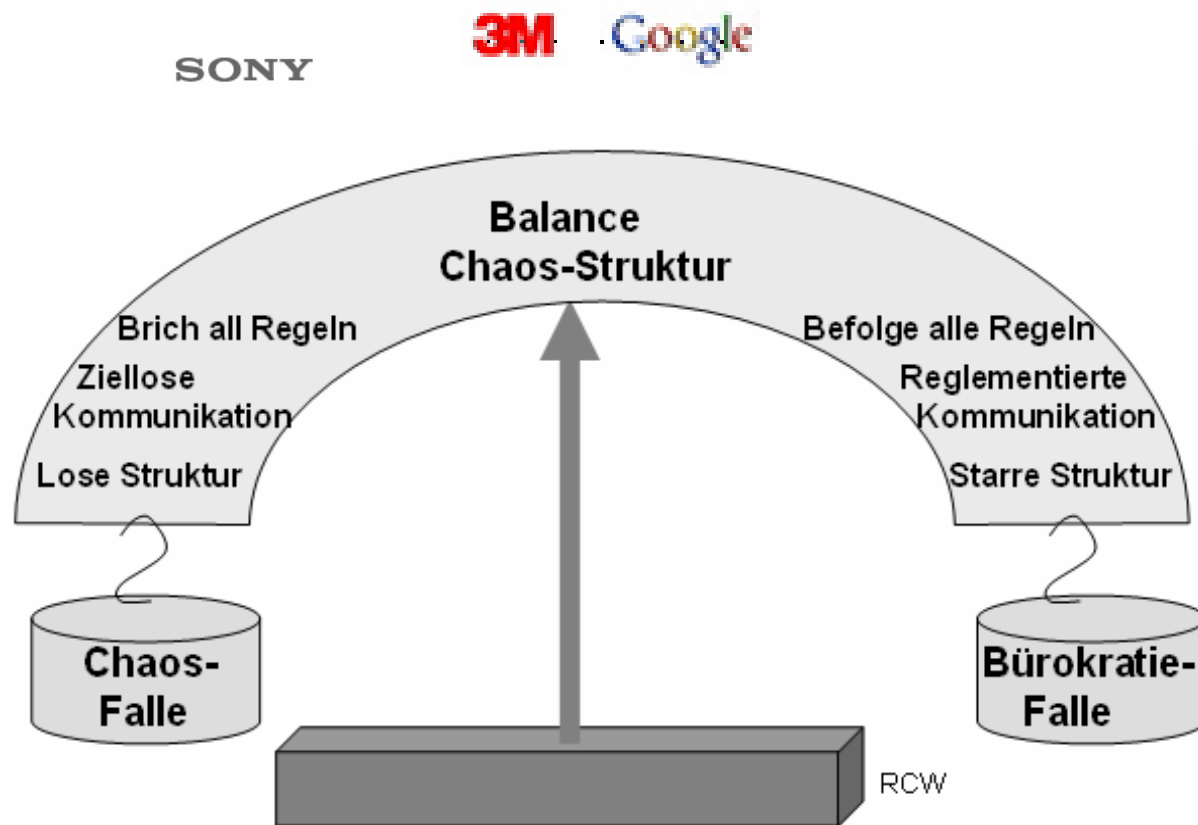 3M Google
SONY
Balance
Chaos-Struktur
Brich all Regeln
Ziellose
Kommunikation
Lose Struktur
Befolge alle Regeln
Reglementierte
Kommunikation
Starre Struktur
Chaos-
Falle
Bürokratie-
Falle
RCW